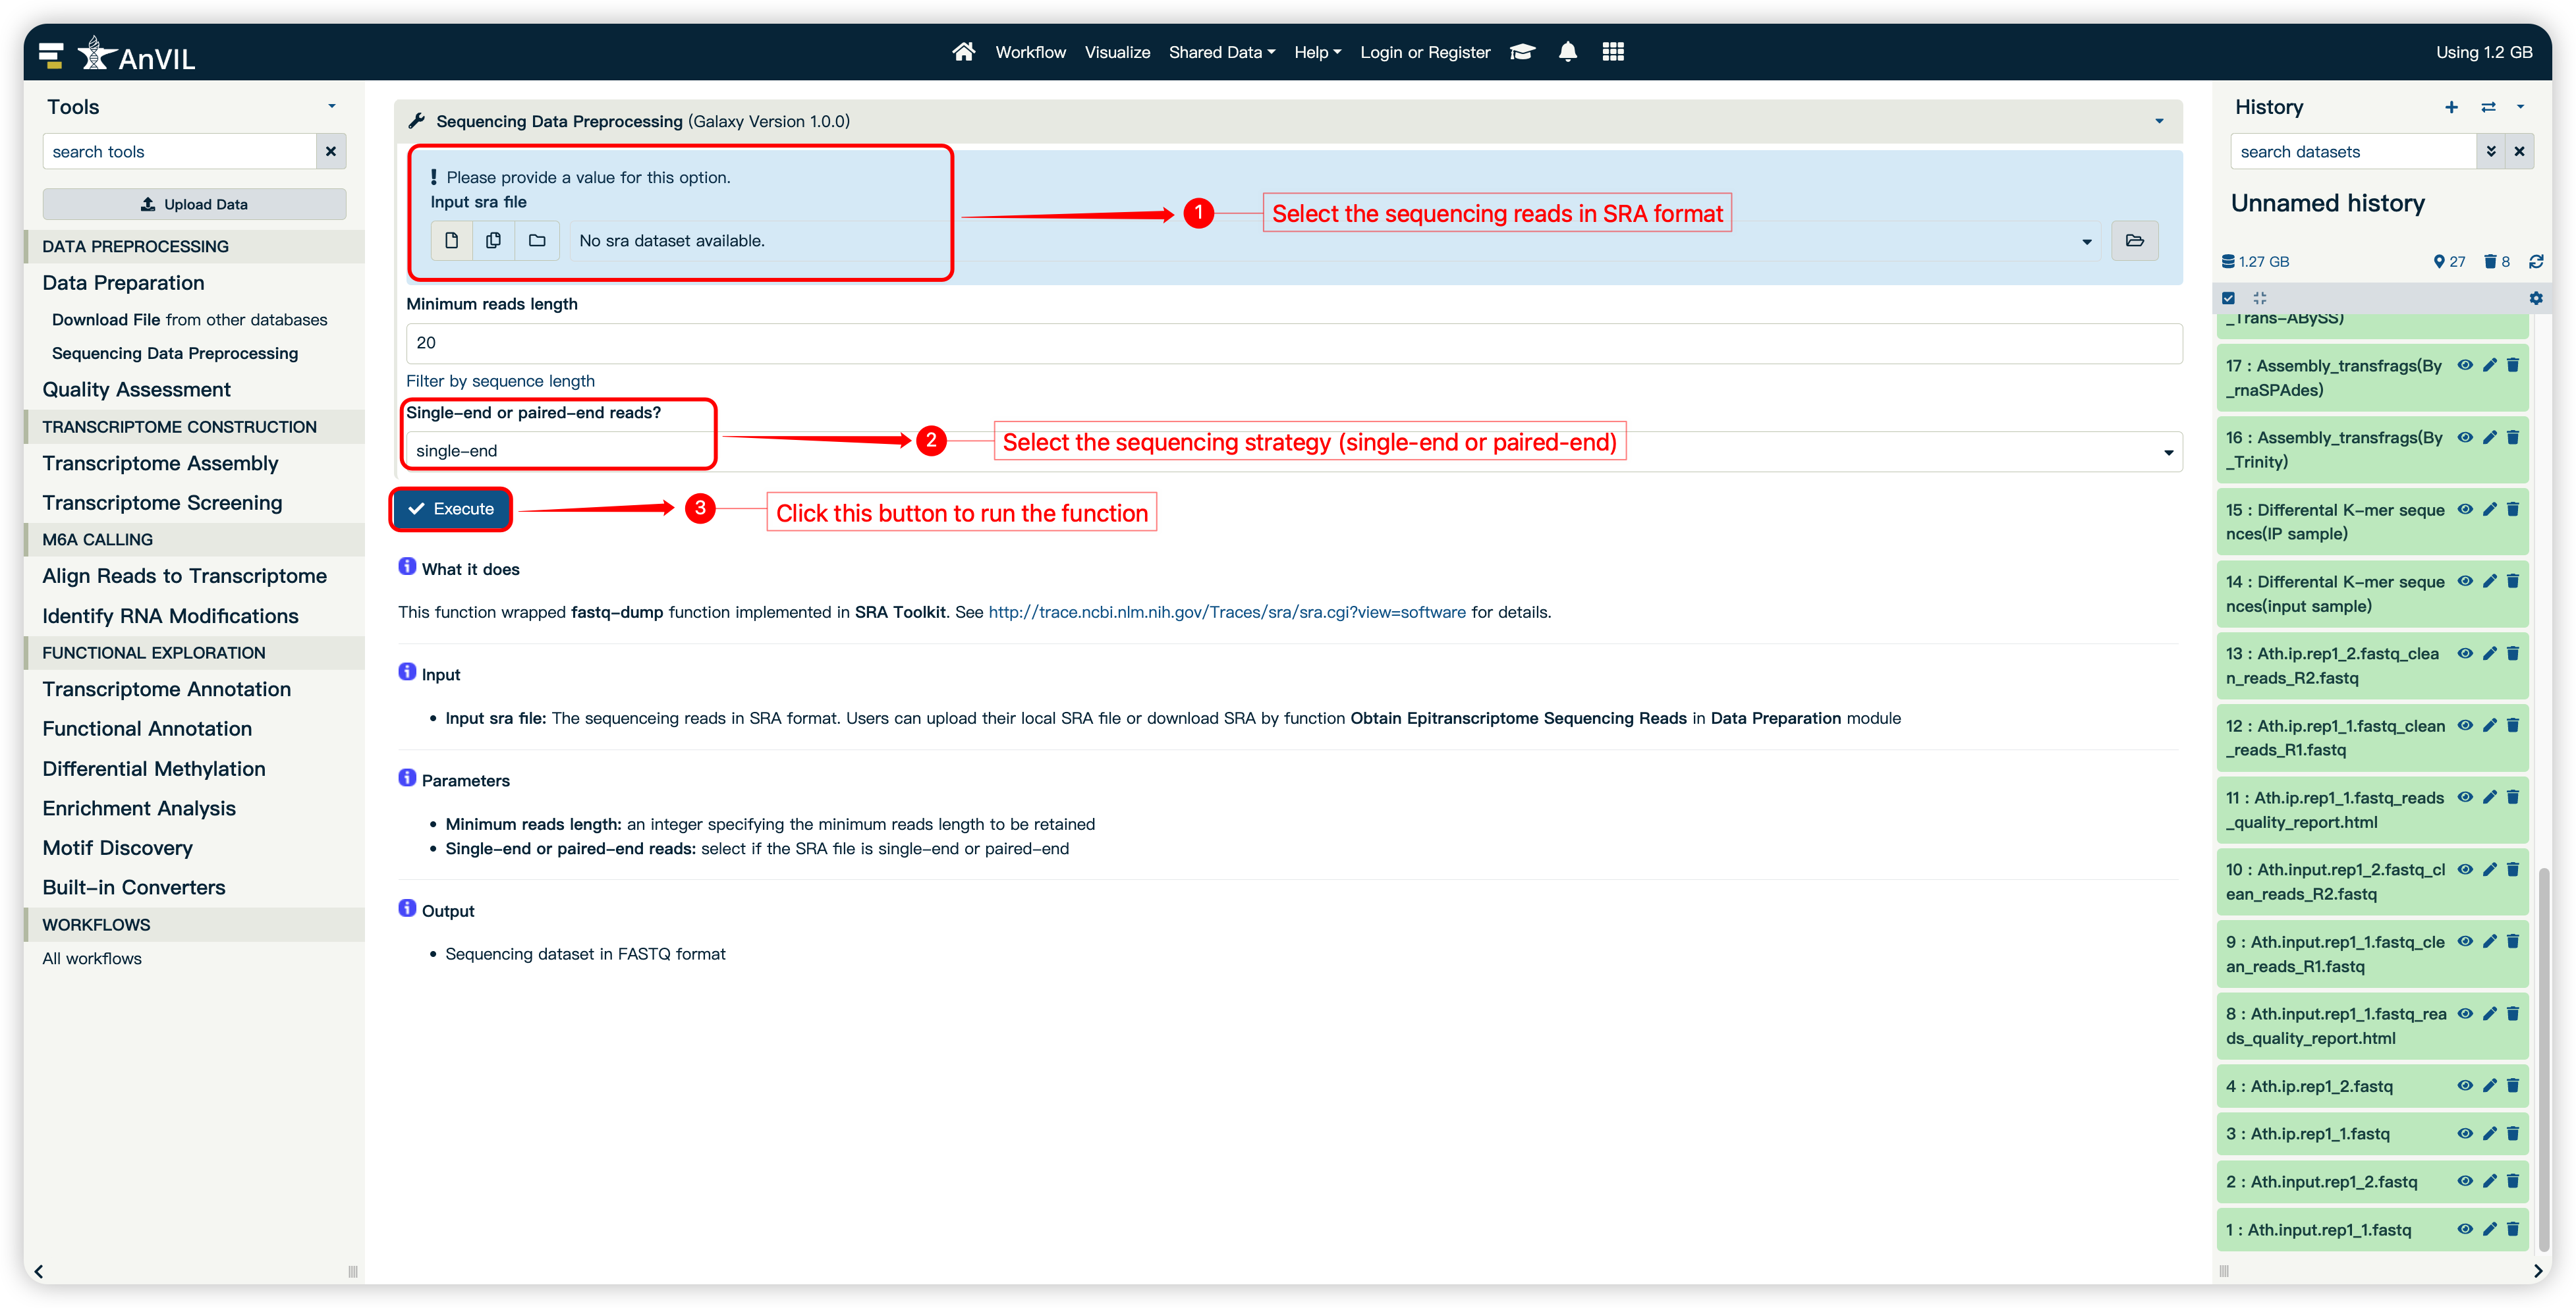 AnVIL
Workflow Visualize Shared Data Help Login or Register
Using 1.2 GB
Tools
search tools
Upload Data
DATA PREPROCESSING
Data Preparation
Download File from other databases
Sequencing Data Preprocessing
Quality Assessment
TRANSCRIPTOME CONSTRUCTION
Transcriptome Assembly
Transcriptome Screening
M6A CALLING
Align Reads to Transcriptome
Identify RNA Modifications
FUNCTIONAL EXPLORATION
Transcriptome Annotation
Functional Annotation
Differential Methylation
Enrichment Analysis
Motif Discovery
Built-in Converters
WORKFLOWS
All workflows
Sequencing Data Preprocessing (Galaxy Version 1.0.0)
! Please provide a value for this option.
Input sra file
No sra dataset available.
1 Select the sequencing reads in SRA format
Minimum reads length
20
Filter by sequence length
Single-end or paired-end reads?
single-end
2 Select the sequencing strategy (single-end or paired-end)
Execute
3 Click this button to run the function
What it does
This function wrapped fastq-dump function implemented in SRA Toolkit. See http://trace.ncbi.nlm.nih.gov/Traces/sra/sra.cgi?view=software for details.
Input
• Input sra file: The sequenceing reads in SRA format. Users can upload their local SRA file or download SRA by function Obtain Epitranscriptome Sequencing Reads in Data Preparation module
Parameters
• Minimum reads length: an integer specifying the minimum reads length to be retained
• Single-end or paired-end reads: select if the SRA file is single-end or paired-end
Output
• Sequencing dataset in FASTQ format
History
search datasets
Unnamed history
1.27 GB 27 8
_Trans-ABySS)
17 : Assembly_transfrags(By
_rnaSPAdes)
16 : Assembly_transfrags(By
_Trinity)
15 : Differental K-mer seque
nces(IP sample)
14 : Differental K-mer seque
nces(input sample)
13 : Ath.ip.rep1_2.fastq_clea
n_reads_R2.fastq
12 : Ath.ip.rep1_1.fastq_clean
_reads_R1.fastq
11 : Ath.ip.rep1_1.fastq_reads
_quality_report.html
10 : Ath.input.rep1_2.fastq_cl
ean_reads_R2.fastq
9 : Ath.input.rep1_1.fastq_cle
an_reads_R1.fastq
8 : Ath.input.rep1_1.fastq_rea
ds_quality_report.html
4 : Ath.ip.rep1_2.fastq
3 : Ath.ip.rep1_1.fastq
2 : Ath.input.rep1_2.fastq
1 : Ath.input.rep1_1.fastq